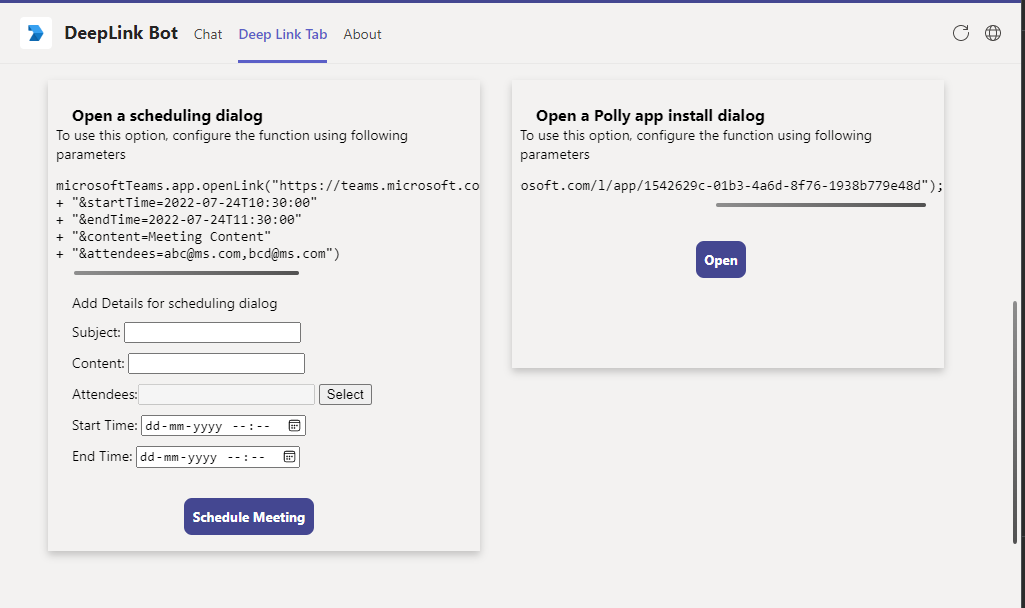 DeepLink Bot Chat Deep Link Tab About
Open a scheduling dialog
To use this option, configure the function using following
parameters
microsoftTeams.app.openLink("https://teams.microsoft.co
+ "&startTime=2022-07-24T10:30:00"
+ "&endTime=2022-07-24T11:30:00"
+ "&content=Meeting Content"
+ "&attendees=abc@ms.com,bcd@ms.com")
Add Details for scheduling dialog
Subject:
Content:
Attendees: Select
Start Time: dd-mm-yyyy --:--
End Time: dd-mm-yyyy --:--
Schedule Meeting
Open a Polly app install dialog
To use this option, configure the function using following
parameters
osoft.com/l/app/1542629c-01b3-4a6d-8f76-1938b779e48d");
Open